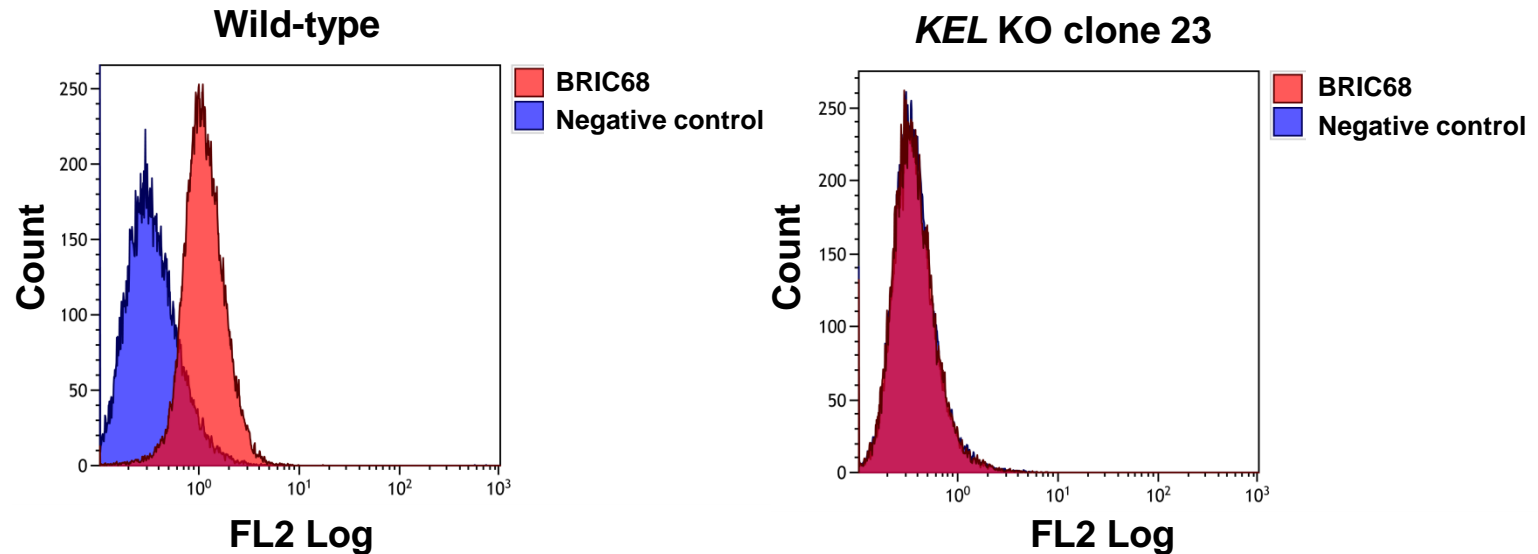 Wild-type
250
200
150
100
50
0
Count
10⁰ 10¹ 10² 10³
FL2 Log
BRIC68
Negative control
KEL KO clone 23
250
200
150
100
50
0
Count
10⁰ 10¹ 10² 10³
FL2 Log
BRIC68
Negative control